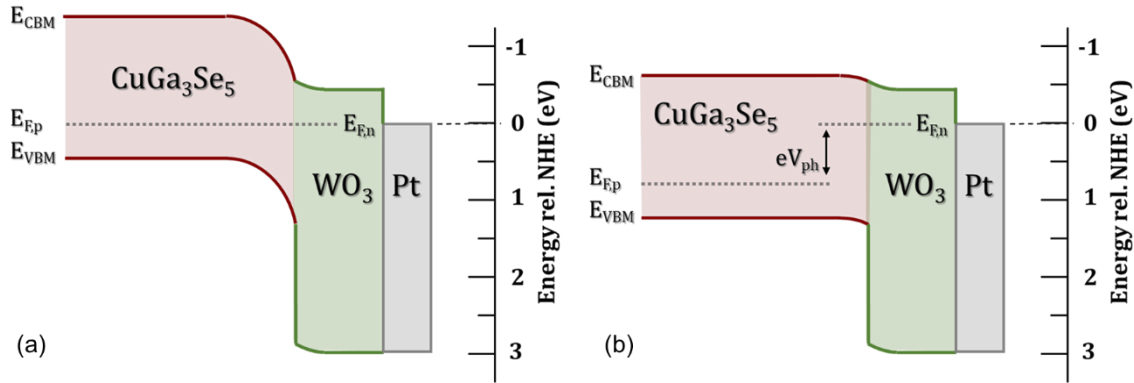 E_CBM
CuGa₃Se₅
E_F,p
E_F,n
E_VBM
WO₃
Pt
-1
0
1
2
3
Energy rel. NHE (eV)
(a)
E_CBM
CuGa₃Se₅
E_F,n
eV_ph
E_F,p
E_VBM
WO₃
Pt
-1
0
1
2
3
Energy rel. NHE (eV)
(b)